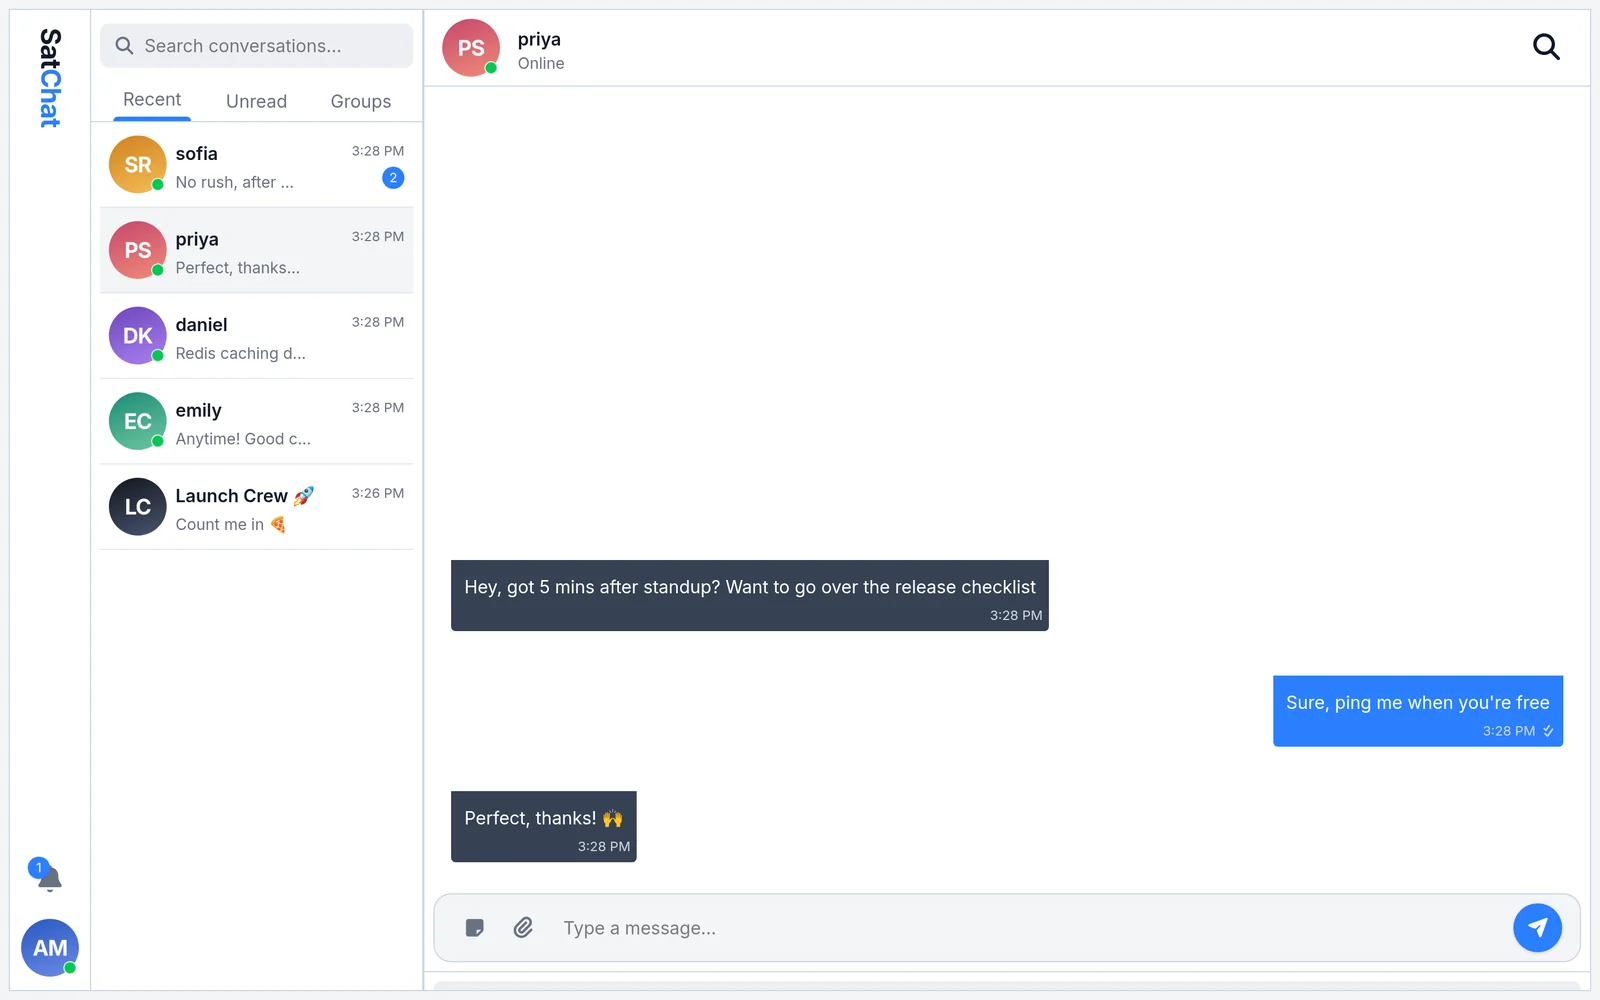 SatChat
Search conversations...
Recent
Unread
Groups
SR
sofia
3:28 PM
No rush, after ...
2
PS
priya
3:28 PM
Perfect, thanks...
DK
daniel
3:28 PM
Redis caching d...
EC
emily
3:28 PM
Anytime! Good c...
LC
Launch Crew 🚀
3:26 PM
Count me in 🍕
1
AM
PS
priya
Online
Hey, got 5 mins after standup? Want to go over the release checklist
3:28 PM
Sure, ping me when you're free
3:28 PM
Perfect, thanks! 🙌
3:28 PM
Type a message...